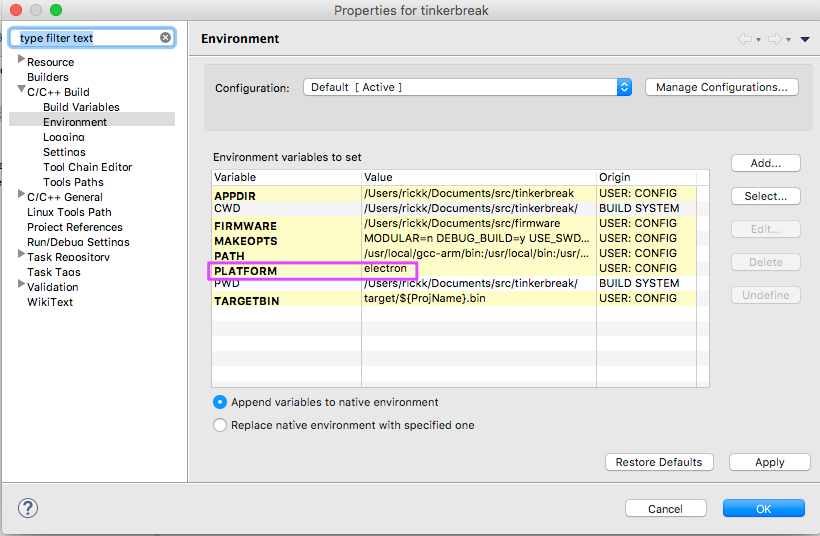 Properties for tinkerbreak
type filter text
Resource
Builders
C/C++ Build
Build Variables
Environment
Logging
Settings
Tool Chain Editor
Tools Paths
C/C++ General
Linux Tools Path
Project References
Run/Debug Settings
Task Repository
Task Tags
Validation
WikiText
Environment
Configuration:
Default [ Active ]
Manage Configurations...
Environment variables to set
Variable Value Origin
APPDIR /Users/rickk/Documents/src/tinkerbreak USER: CONFIG
CWD /Users/rickk/Documents/src/tinkerbreak/ BUILD SYSTEM
FIRMWARE /Users/rickk/Documents/src/firmware USER: CONFIG
MAKEOPTS MODULAR=n DEBUG_BUILD=y USE_SWD... USER: CONFIG
PATH /usr/local/gcc-arm/bin:/usr/local/bin:/usr/... USER: CONFIG
PLATFORM electron USER: CONFIG
PWD /Users/rickk/Documents/src/tinkerbreak/ BUILD SYSTEM
TARGETBIN target/${ProjName}.bin USER: CONFIG
Add...
Select...
Edit...
Delete
Undefine
Append variables to native environment
Replace native environment with specified one
Restore Defaults
Apply
?
Cancel
OK